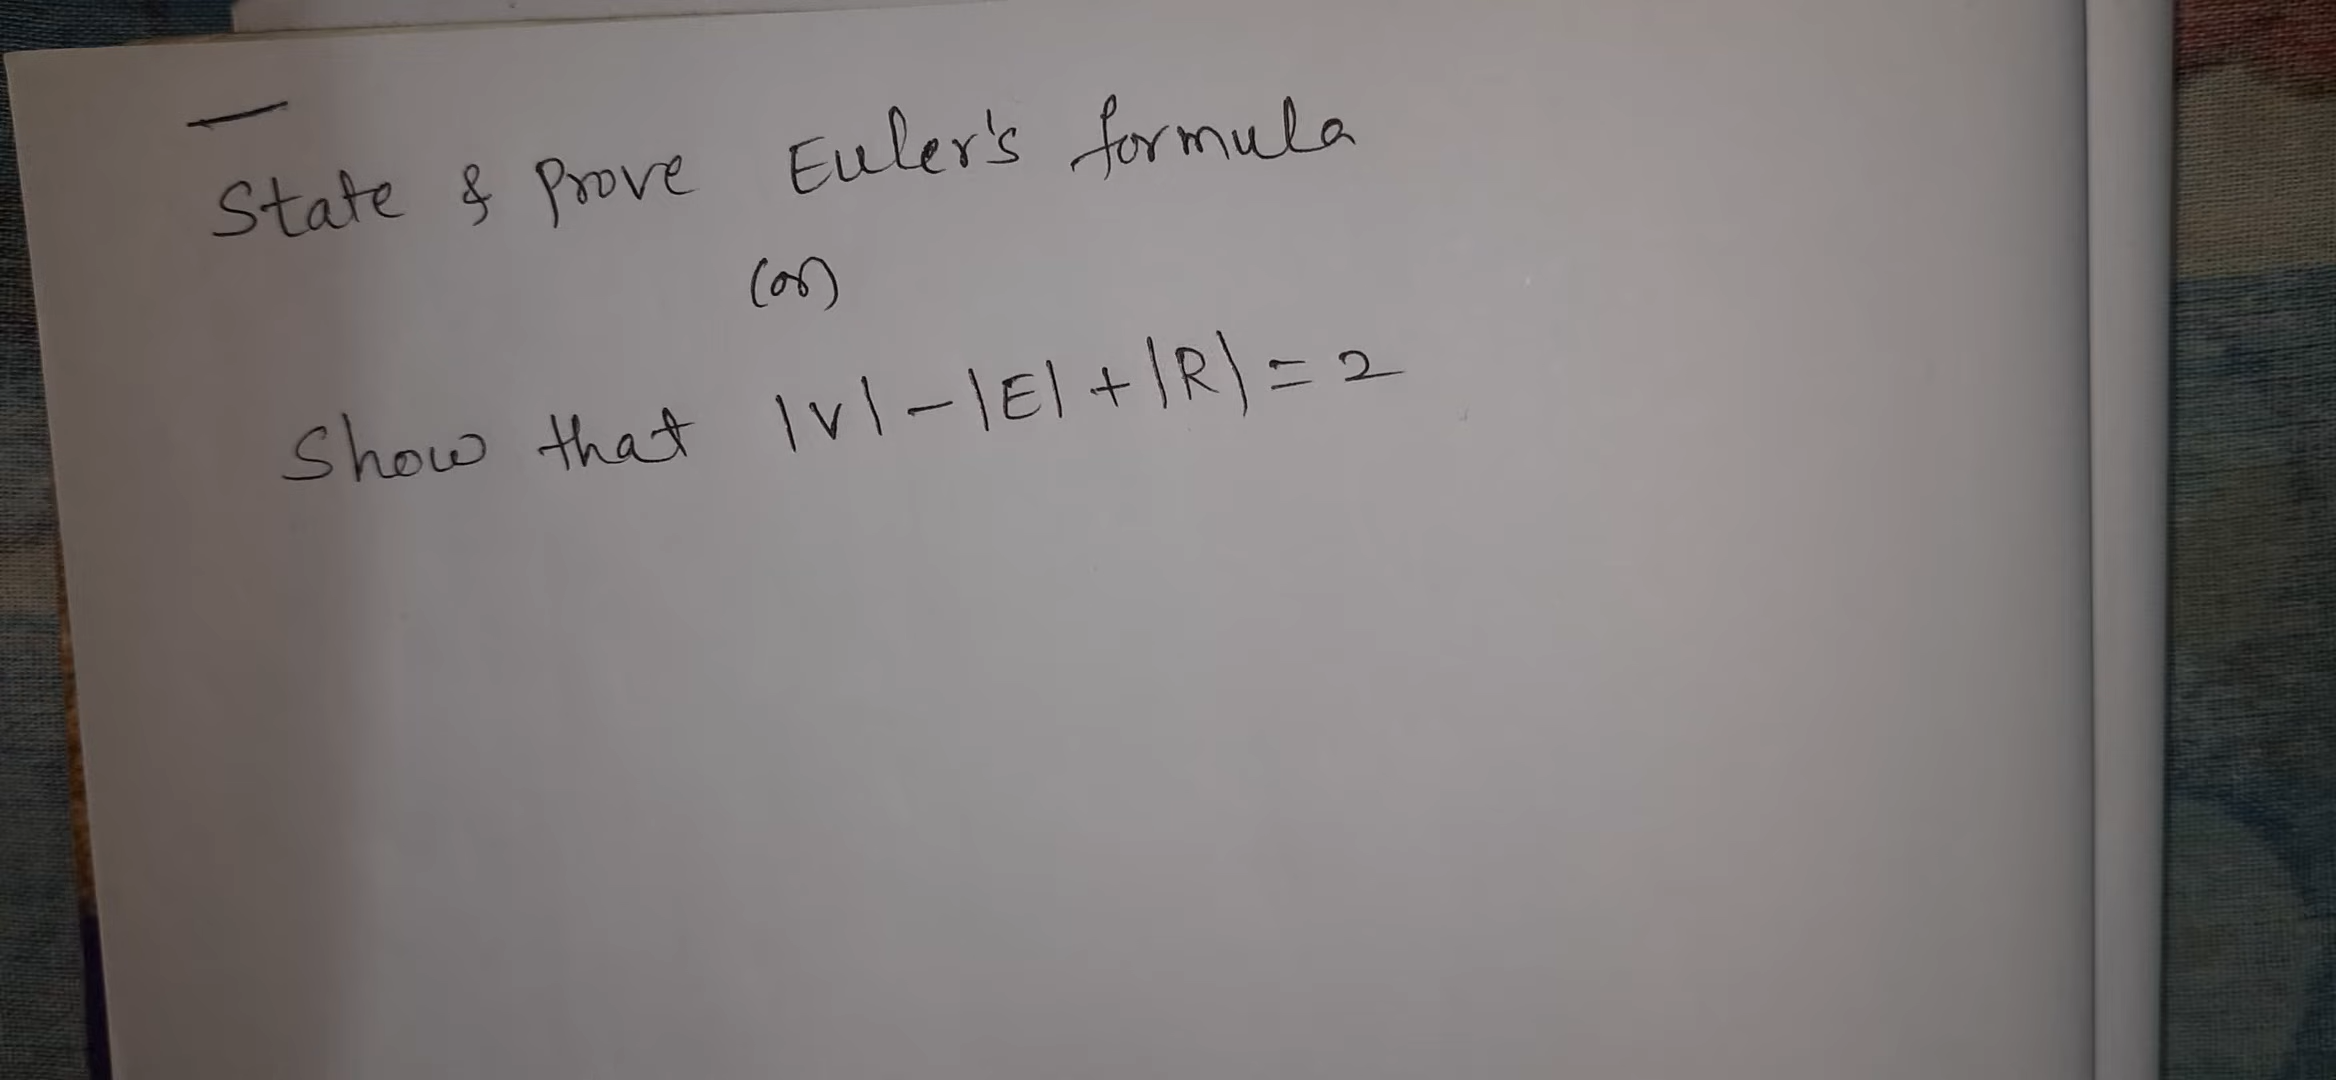 State & Prove Euler's formula
(or)
Show that |V| - |E| + |R| = 2